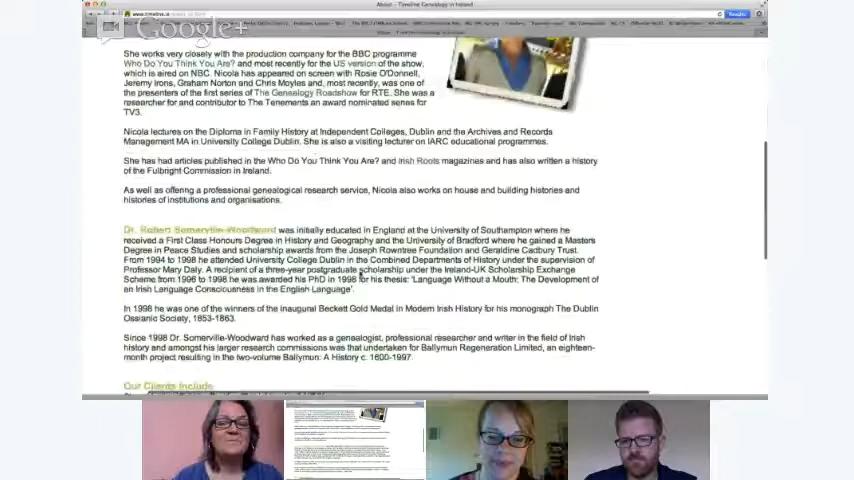 About - Timeline Genealogy in Ireland
Google+
She works very closely with the production company for the BBC programme
Who Do You Think You Are? and most recently for the US version of the show,
which is aired on NBC. Nicola has appeared on screen with Rosie O'Donnell,
Jeremy Irons, Graham Norton and Chris Moyles and, most recently, was one of
the presenters of the first series of The Genealogy Roadshow for RTE. She was a
researcher for and contributor to The Tenements an award nominated series for
TV3.
Nicola lectures on the Diploma in Family History at Independent Colleges, Dublin and the Archives and Records
Management MA in University College Dublin. She is also a visiting lecturer on IARC educational programmes.
She has had articles published in the Who Do You Think You Are? and Irish Roots magazines and has also written a history
of the Fulbright Commission in Ireland.
As well as offering a professional genealogical research service, Nicola also works on house and building histories and
histories of institutions and organisations.
Dr. Robert Somerville-Woodward was initially educated in England at the University of Southampton where he
received a First Class Honours Degree in History and Geography and the University of Bradford where he gained a Masters
Degree in Peace Studies and scholarship awards from the Joseph Rowntree Foundation and Geraldine Cadbury Trust.
From 1994 to 1998 he attended University College Dublin in the Combined Departments of History under the supervision of
Professor Mary Daly. A recipient of a three-year postgraduate scholarship under the Ireland-UK Scholarship Exchange
Scheme from 1996 to 1998 he was awarded his PhD in 1998 for his thesis: 'Language Without a Mouth: The Development of
an Irish Language Consciousness in the English Language'.
In 1998 he was one of the winners of the inaugural Beckett Gold Medal in Modern Irish History for his monograph The Dublin
Ossianic Society, 1853-1863.
Since 1998 Dr. Somerville-Woodward has worked as a genealogist, professional researcher and writer in the field of Irish
history and amongst his larger research commissions was that undertaken for Ballymun Regeneration Limited, an eighteen-
month project resulting in the two-volume Ballymun: A History c. 1600-1997.
Our Clients Include